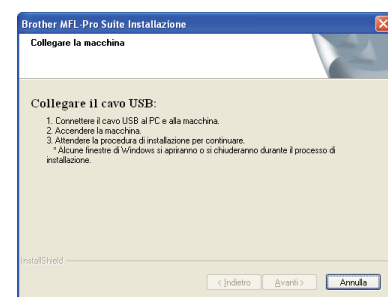 Brother MFL-Pro Suite Installazione
Collegare la macchina
Collegare il cavo USB:
1. Connettere il cavo USB al PC e alla macchina.
2. Accendere la macchina.
3. Attendere la procedura di installazione per continuare.
* Alcune finestre di Windows si apriranno o si chiuderanno durante il processo di
installazione.
InstallShield
< Indietro Avanti > Annulla